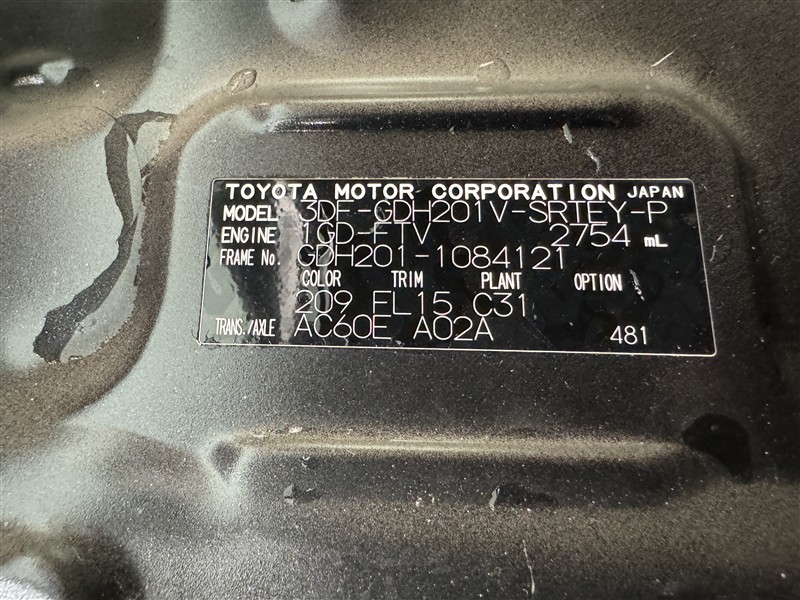 TOYOTA MOTOR CORPORATION JAPAN
MODEL 3DF-GDH201V-SRTEY-P
ENGINE 1GD-FTV 2754 mL
FRAME No. GDH201-1084121
COLOR TRIM PLANT OPTION
209 FL15 C31
TRANS./AXLE AC60E A02A 481